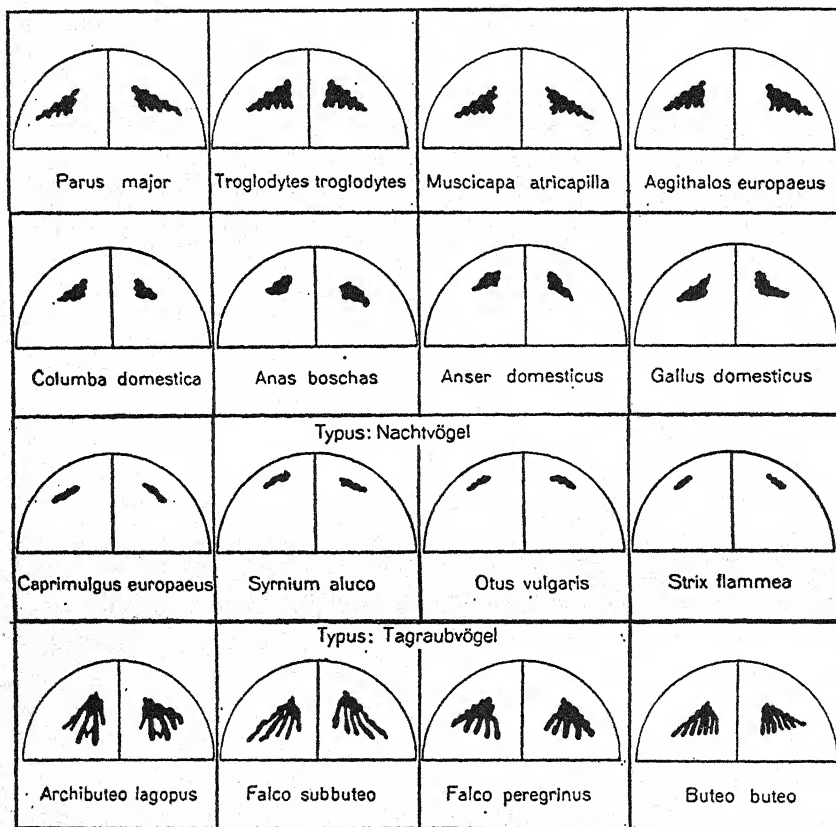 Parus major
Troglodytes troglodytes
Muscicapa atricapilla
Aegithalos europaeus
Columba domestica
Anas boschas
Anser domesticus
Gallus domesticus
Typus: Nachtvögel
Caprimulgus europaeus
Syrnium aluco
Otus vulgaris
Strix flammea
Typus: Tagraubvögel
Archibuteo lagopus
Falco subbuteo
Falco peregrinus
Buteo buteo